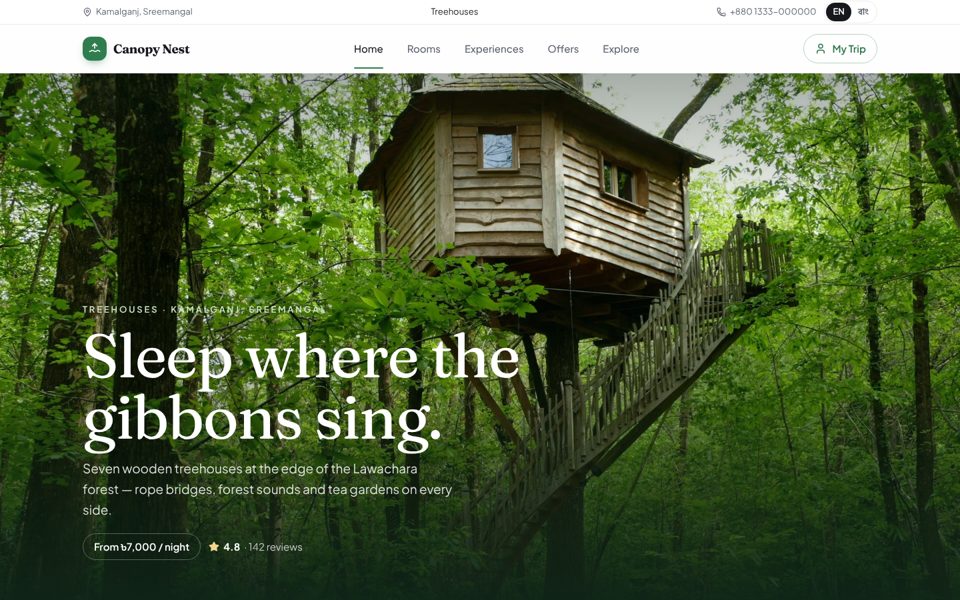 Kamalganj, Sreemangal
Treehouses
+880 1333-000000
EN
বাং
Canopy Nest
Home
Rooms
Experiences
Offers
Explore
My Trip
TREEHOUSES · KAMALGANJ, SREEMANGAL
Sleep where the
gibbons sing.
Seven wooden treehouses at the edge of the Lawachara
forest — rope bridges, forest sounds and tea gardens on every
side.
From ৳7,000 / night
4.8 · 142 reviews